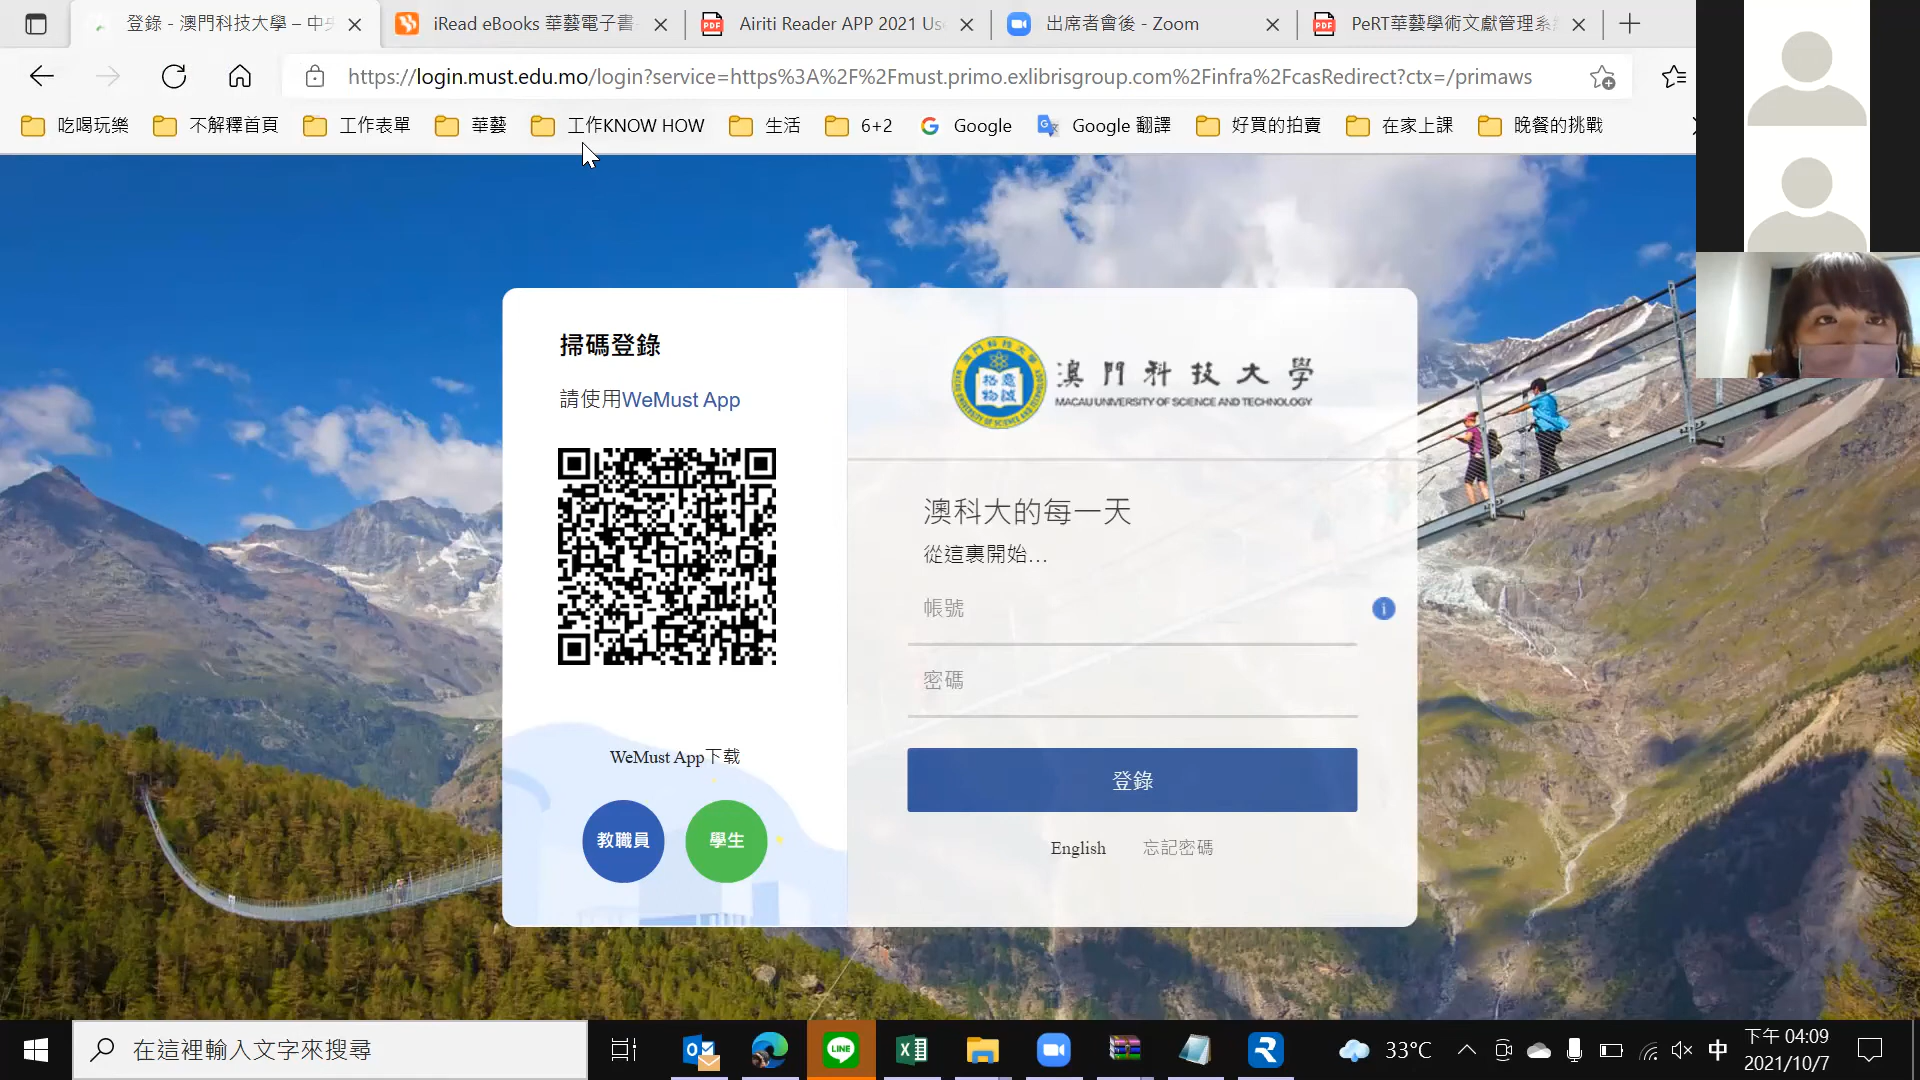 登錄 - 澳門科技大學 – 中央
iRead eBooks 華藝電子書
Airiti Reader APP 2021 Us
出席者會後 - Zoom
PeRT華藝學術文獻管理系
https://login.must.edu.mo/login?service=https%3A%2F%2Fmust.primo.exlibrisgroup.com%2Finfra%2FcasRedirect?ctx=/primaws
吃喝玩樂
不解釋首頁
工作表單
華藝
工作KNOW HOW
生活
6+2
Google
Google 翻譯
好買的拍賣
在家上課
晚餐的挑戰
掃碼登錄
請使用WeMust App
WeMust App下載
教職員
學生
澳門科技大學
MACAU UNIVERSITY OF SCIENCE AND TECHNOLOGY
澳科大的每一天
從這裏開始...
帳號
密碼
登錄
English
忘記密碼
在這裡輸入文字來搜尋
LINE
33°C
中
下午 04:09
2021/10/7